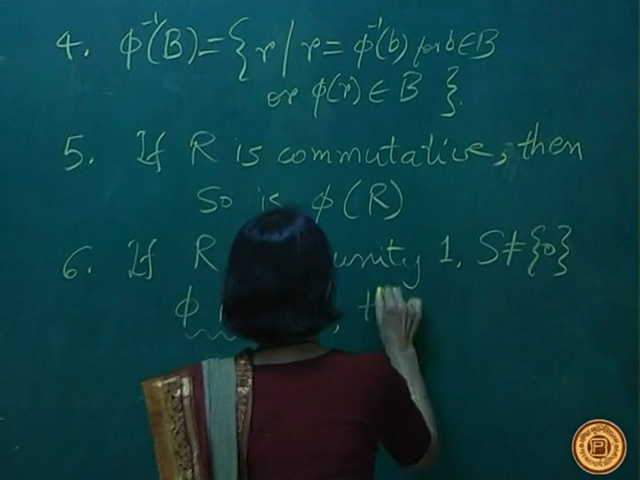 4. φ⁻¹(B) = { r / r = φ⁻¹(b) for b ∈ B
or φ(r) ∈ B }.
5. If R is commutative, then
so is φ(R)
6. If R unity 1, S ≠ {0}
φ